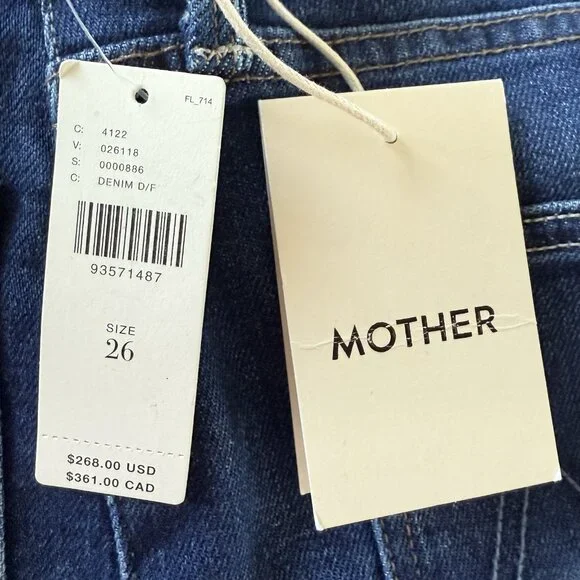 FL_714
C: 4122
V: 026118
S: 0000886
C: DENIM D/F
93571487
SIZE
26
$268.00 USD
$361.00 CAD
MOTHER